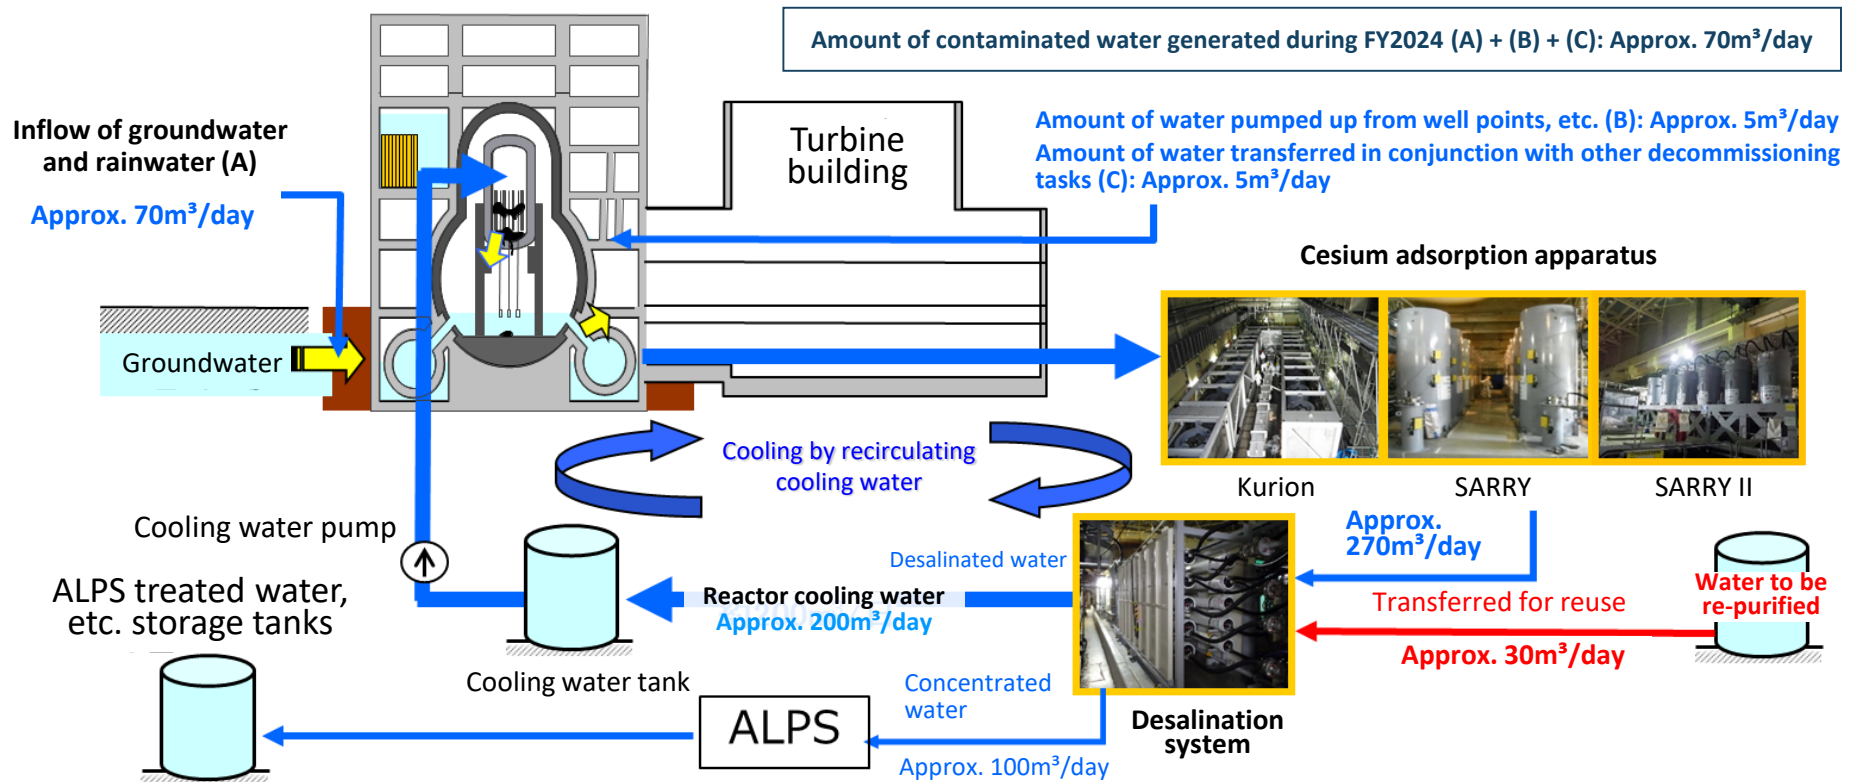 Amount of contaminated water generated during FY2024 (A) + (B) + (C): Approx. 70m³/day
Inflow of groundwater
and rainwater (A)
Approx. 70m³/day
Turbine
building
Amount of water pumped up from well points, etc. (B): Approx. 5m³/day
Amount of water transferred in conjunction with other decommissioning
tasks (C): Approx. 5m³/day
Cesium adsorption apparatus
Groundwater
Cooling by recirculating
cooling water
Kurion
SARRY
SARRY II
Cooling water pump
Approx.
270m³/day
Desalinated water
Water to be
re-purified
ALPS treated water,
etc. storage tanks
Reactor cooling water
Approx. 200m³/day
Transferred for reuse
Approx. 30m³/day
Cooling water tank
Concentrated
water
ALPS
Desalination
system
Approx. 100m³/day